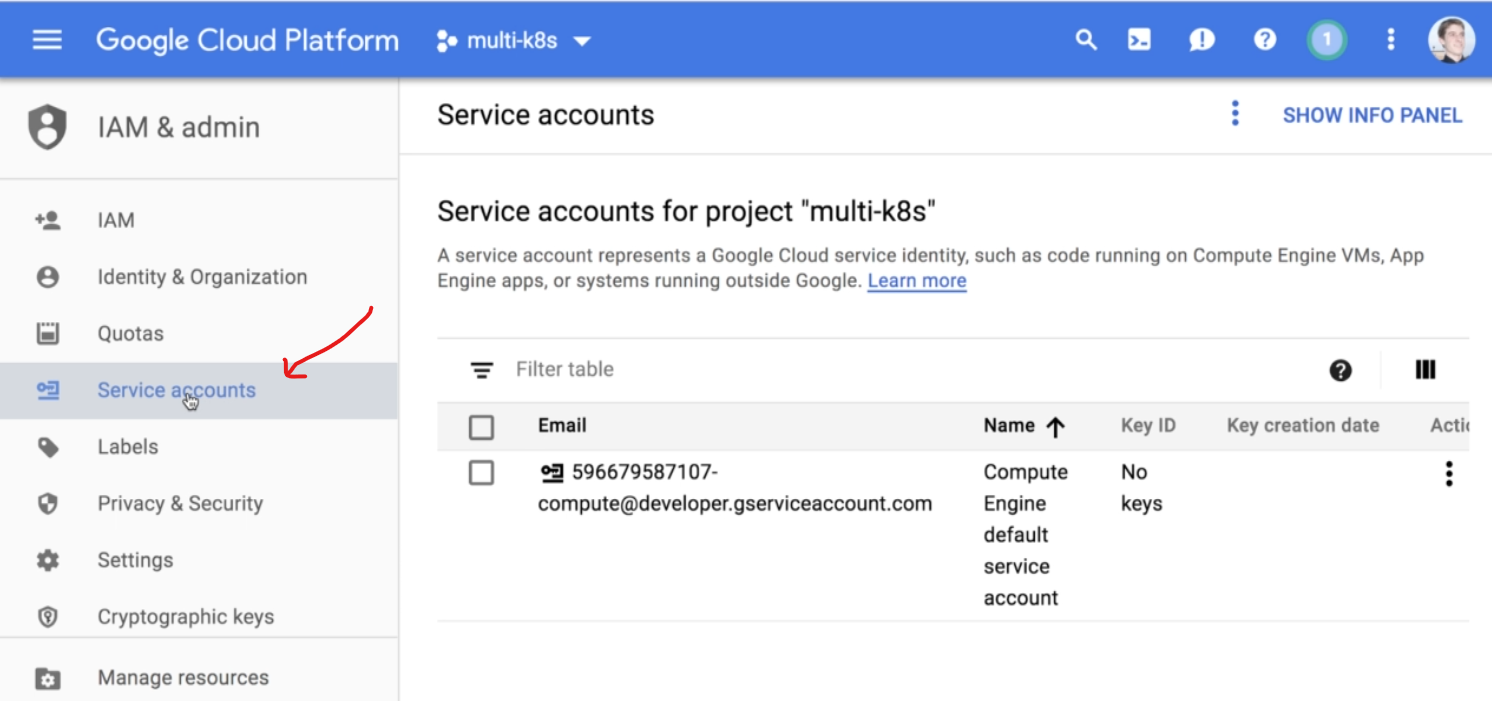 Google Cloud Platform
multi-k8s
1
IAM & admin
IAM
Identity & Organization
Quotas
Service accounts
Labels
Privacy & Security
Settings
Cryptographic keys
Manage resources
Service accounts
SHOW INFO PANEL
Service accounts for project "multi-k8s"
A service account represents a Google Cloud service identity, such as code running on Compute Engine VMs, App
Engine apps, or systems running outside Google. Learn more
Filter table
Email Name Key ID Key creation date Actio
596679587107-
compute@developer.gserviceaccount.com
Compute
Engine
default
service
account
No
keys